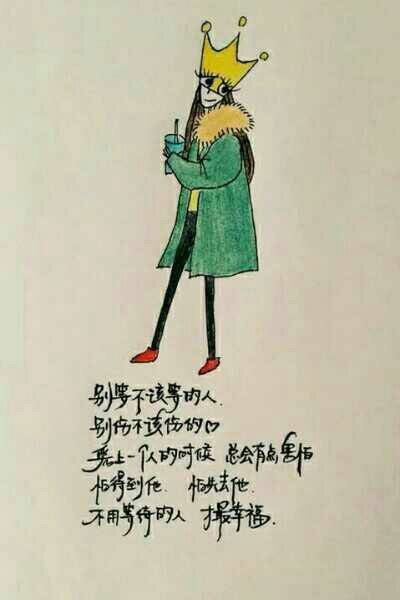 别等不该等的人.
别伤不该伤的♡
爱上一个人的时候 总会有点害怕
怕得到他. 怕失去他.
不用等待的人 才最幸福.